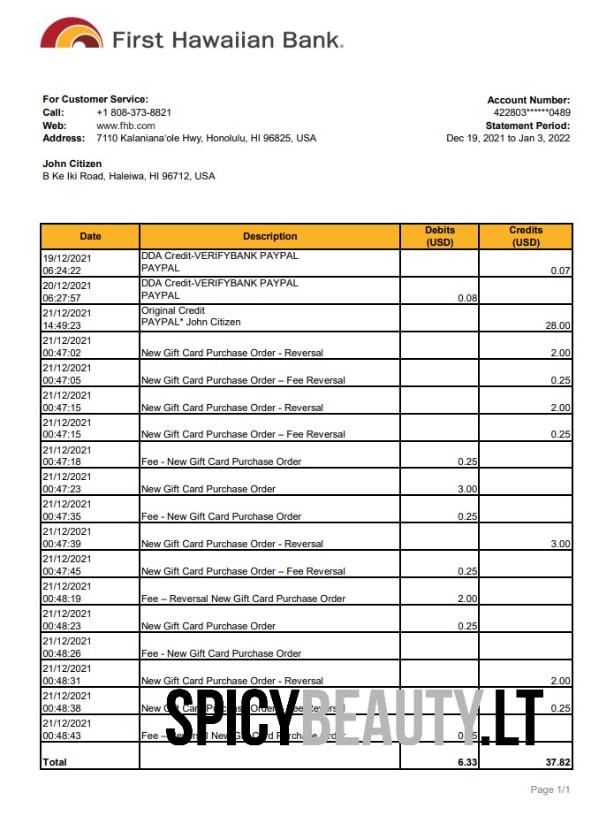 First Hawaiian Bank.
For Customer Service:
Call: +1 808-373-8821
Web: www.fhb.com
Address: 7110 Kalaniana'ole Hwy, Honolulu, HI 96825, USA
Account Number:
422803******0489
Statement Period:
Dec 19, 2021 to Jan 3, 2022
John Citizen
B Ke Iki Road, Haleiwa, HI 96712, USA
Date Description Debits (USD) Credits (USD)
19/12/2021 DDA Credit-VERIFYBANK PAYPAL
06:24:22 PAYPAL 0.07
20/12/2021 DDA Credit-VERIFYBANK PAYPAL
06:27:57 PAYPAL 0.08
21/12/2021 Original Credit
14:49:23 PAYPAL* John Citizen 28.00
21/12/2021
00:47:02 New Gift Card Purchase Order - Reversal 2.00
21/12/2021
00:47:05 New Gift Card Purchase Order – Fee Reversal 0.25
21/12/2021
00:47:15 New Gift Card Purchase Order - Reversal 2.00
21/12/2021
00:47:15 New Gift Card Purchase Order – Fee Reversal 0.25
21/12/2021
00:47:18 Fee - New Gift Card Purchase Order 0.25
21/12/2021
00:47:23 New Gift Card Purchase Order 3.00
21/12/2021
00:47:35 Fee - New Gift Card Purchase Order 0.25
21/12/2021
00:47:39 New Gift Card Purchase Order - Reversal 3.00
21/12/2021
00:47:45 New Gift Card Purchase Order – Fee Reversal 0.25
21/12/2021
00:48:19 Fee – Reversal New Gift Card Purchase Order 2.00
21/12/2021
00:48:23 New Gift Card Purchase Order 0.25
21/12/2021
00:48:26 Fee - New Gift Card Purchase Order
21/12/2021
00:48:31 New Gift Card Purchase Order - Reversal 2.00
21/12/2021
00:48:38 New Gift Card Purchase Order – Fee Reversal 0.25
SPICYBEAUTY.LT
21/12/2021
00:48:43 Fee – Reversal New Gift Card Purchase Order
Total 6.33 37.82
Page 1/1